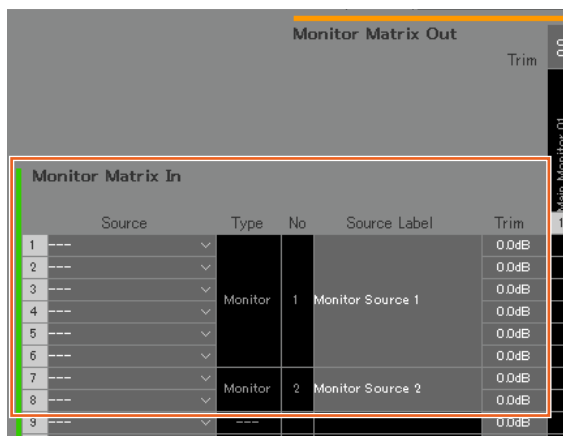 Monitor Matrix Out
Trim
Main Monitor 01
Monitor Matrix In
Source Type No Source Label Trim 1
1 --- 0.0dB
2 --- 0.0dB
3 --- 0.0dB
Monitor 1 Monitor Source 1
4 --- 0.0dB
5 --- 0.0dB
6 --- 0.0dB
7 --- 0.0dB
Monitor 2 Monitor Source 2
8 --- 0.0dB
9 --- --- 0.0dB